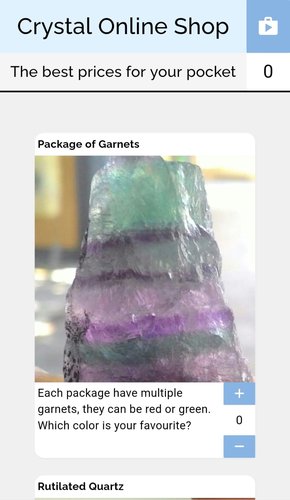 Crystal Online Shop
The best prices for your pocket
0
Package of Garnets
Each package have multiple
garnets, they can be red or green.
Which color is your favourite?
+
0
−
Rutilated Quartz